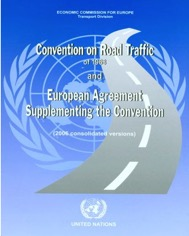 ECONOMIC COMMISSION FOR EUROPE
Transport Division
Convention on Road Traffic
of 1968
and
European Agreement
Supplementing the Convention
(2006 consolidated versions)
UNITED NATIONS